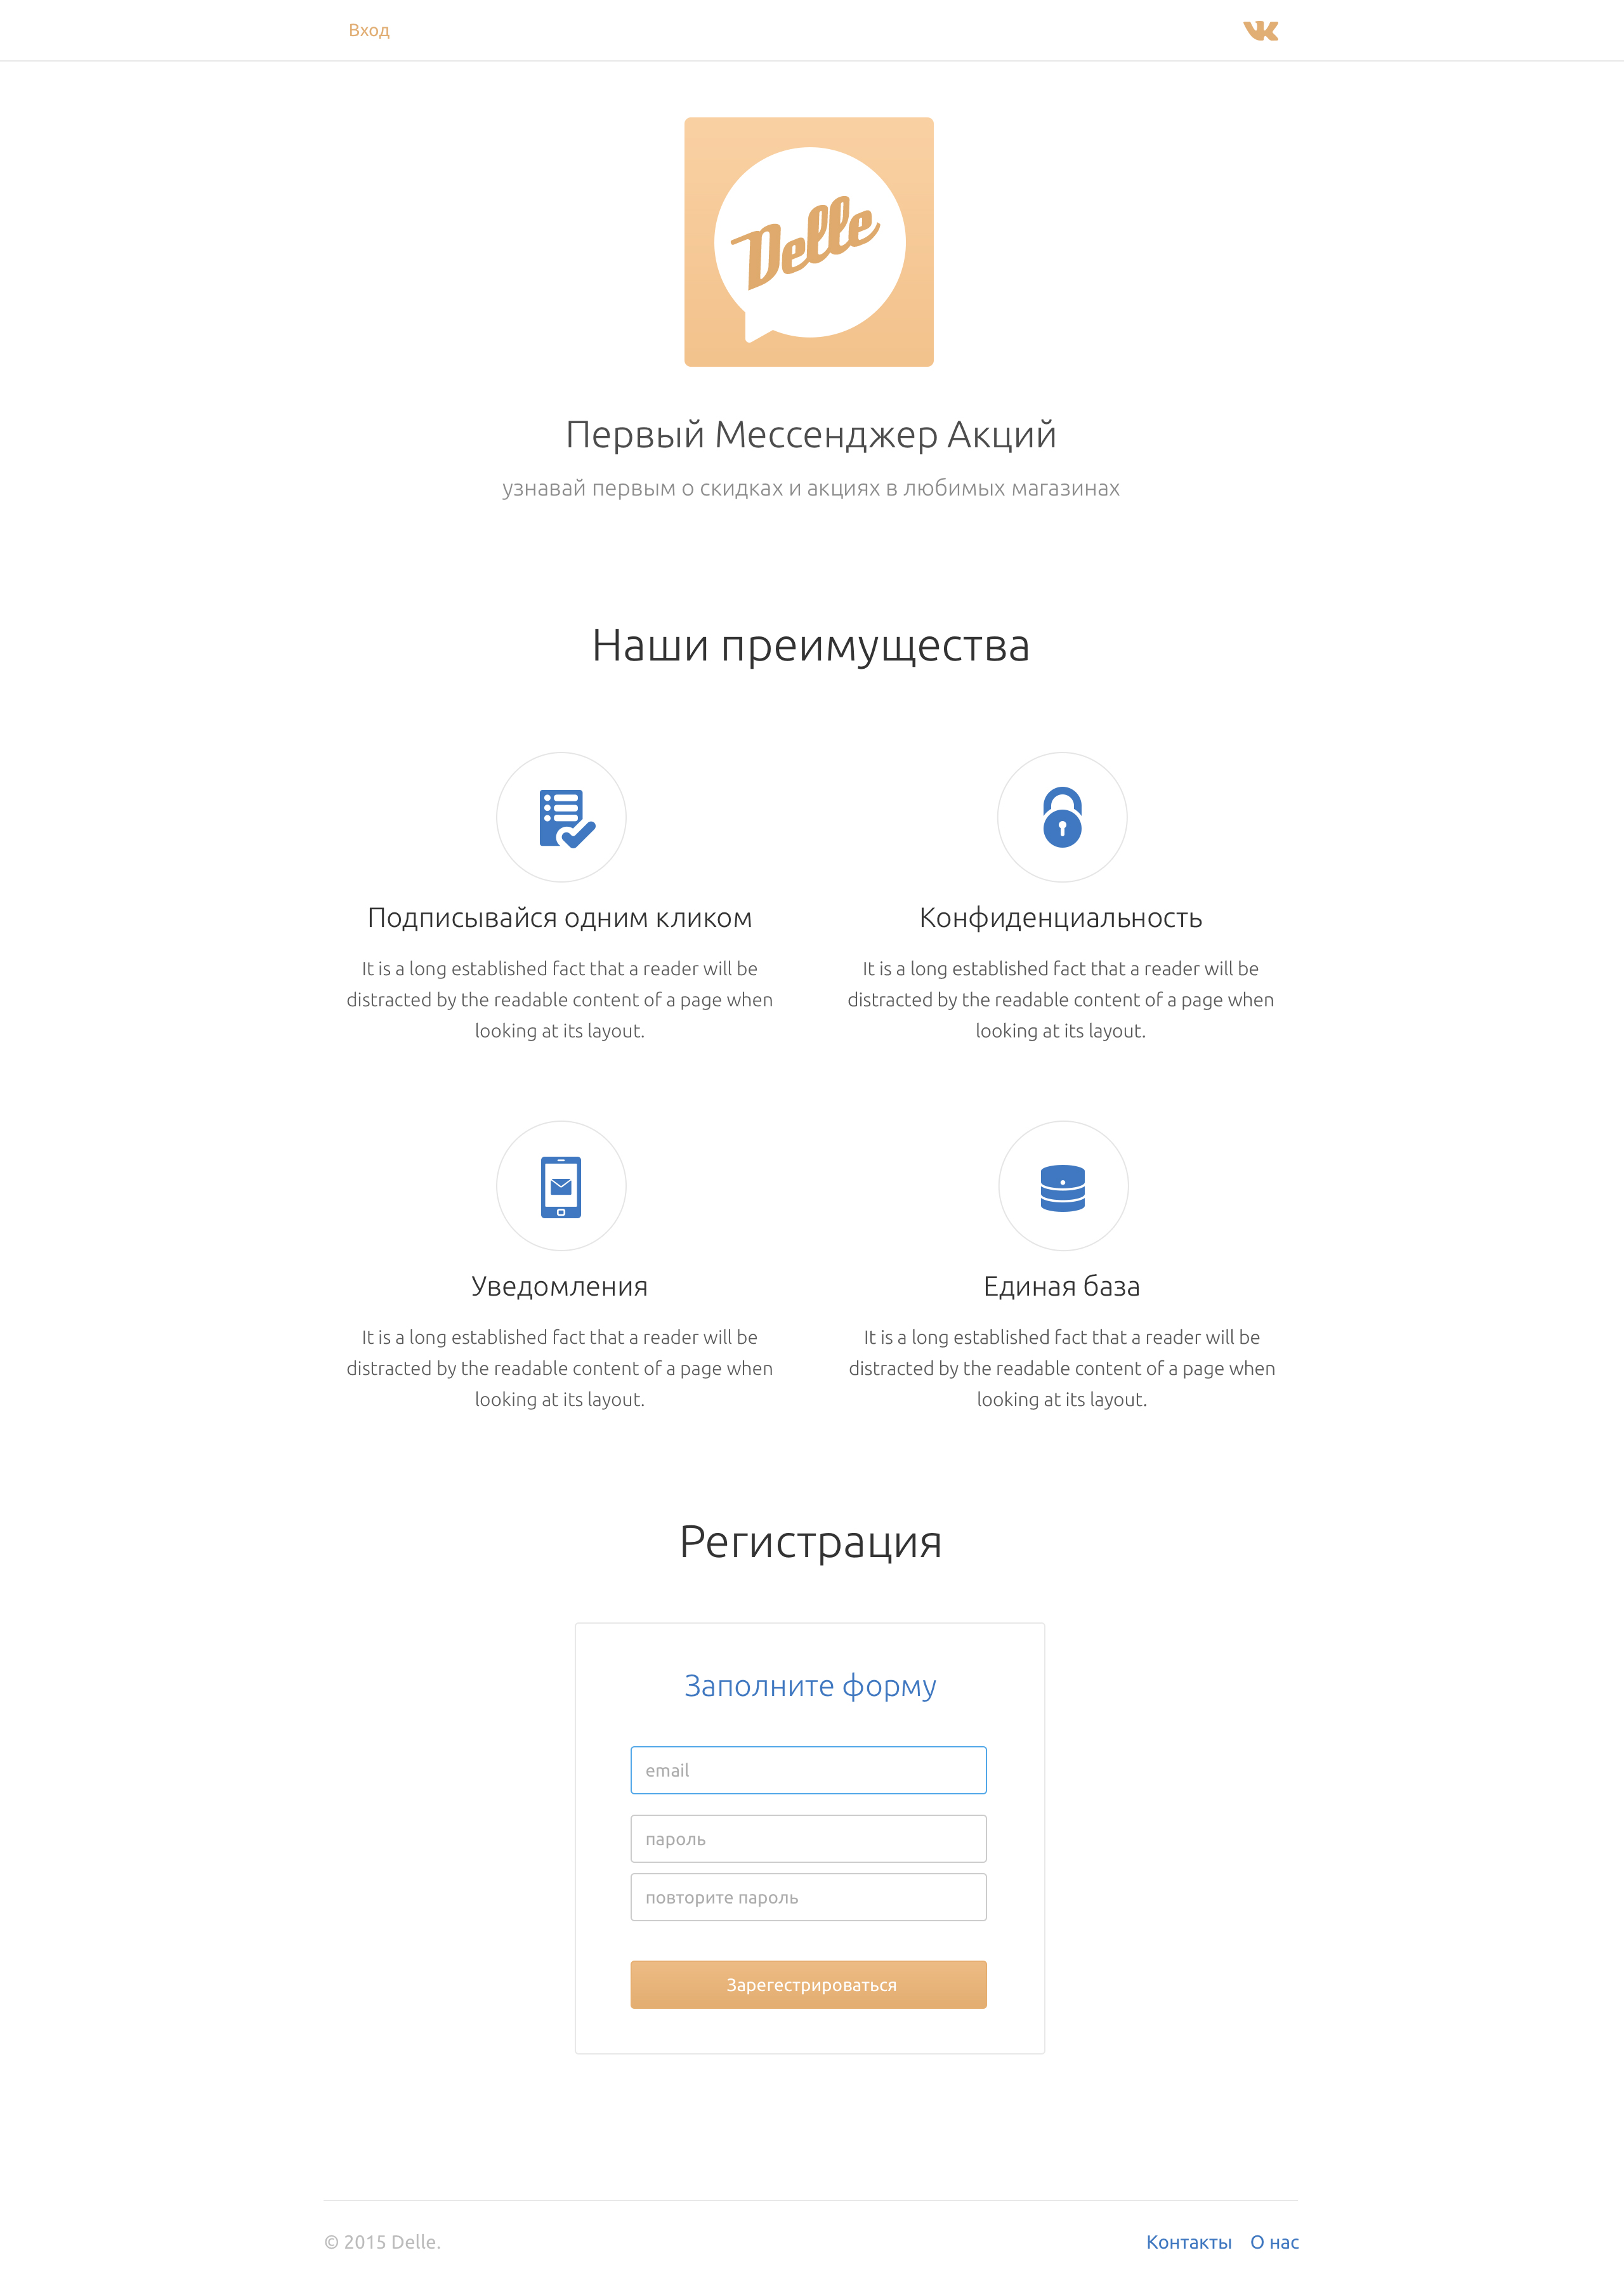 Вход
Delle
Первый Мессенджер Акций
узнавай первым о скидках и акциях в любимых магазинах
Наши преимущества
Подписывайся одним кликом
It is a long established fact that a reader will be
distracted by the readable content of a page when
looking at its layout.
Конфиденциальность
It is a long established fact that a reader will be
distracted by the readable content of a page when
looking at its layout.
Уведомления
It is a long established fact that a reader will be
distracted by the readable content of a page when
looking at its layout.
Единая база
It is a long established fact that a reader will be
distracted by the readable content of a page when
looking at its layout.
Регистрация
Заполните форму
email
пароль
повторите пароль
Зарегестрироваться
© 2015 Delle.
Контакты О нас